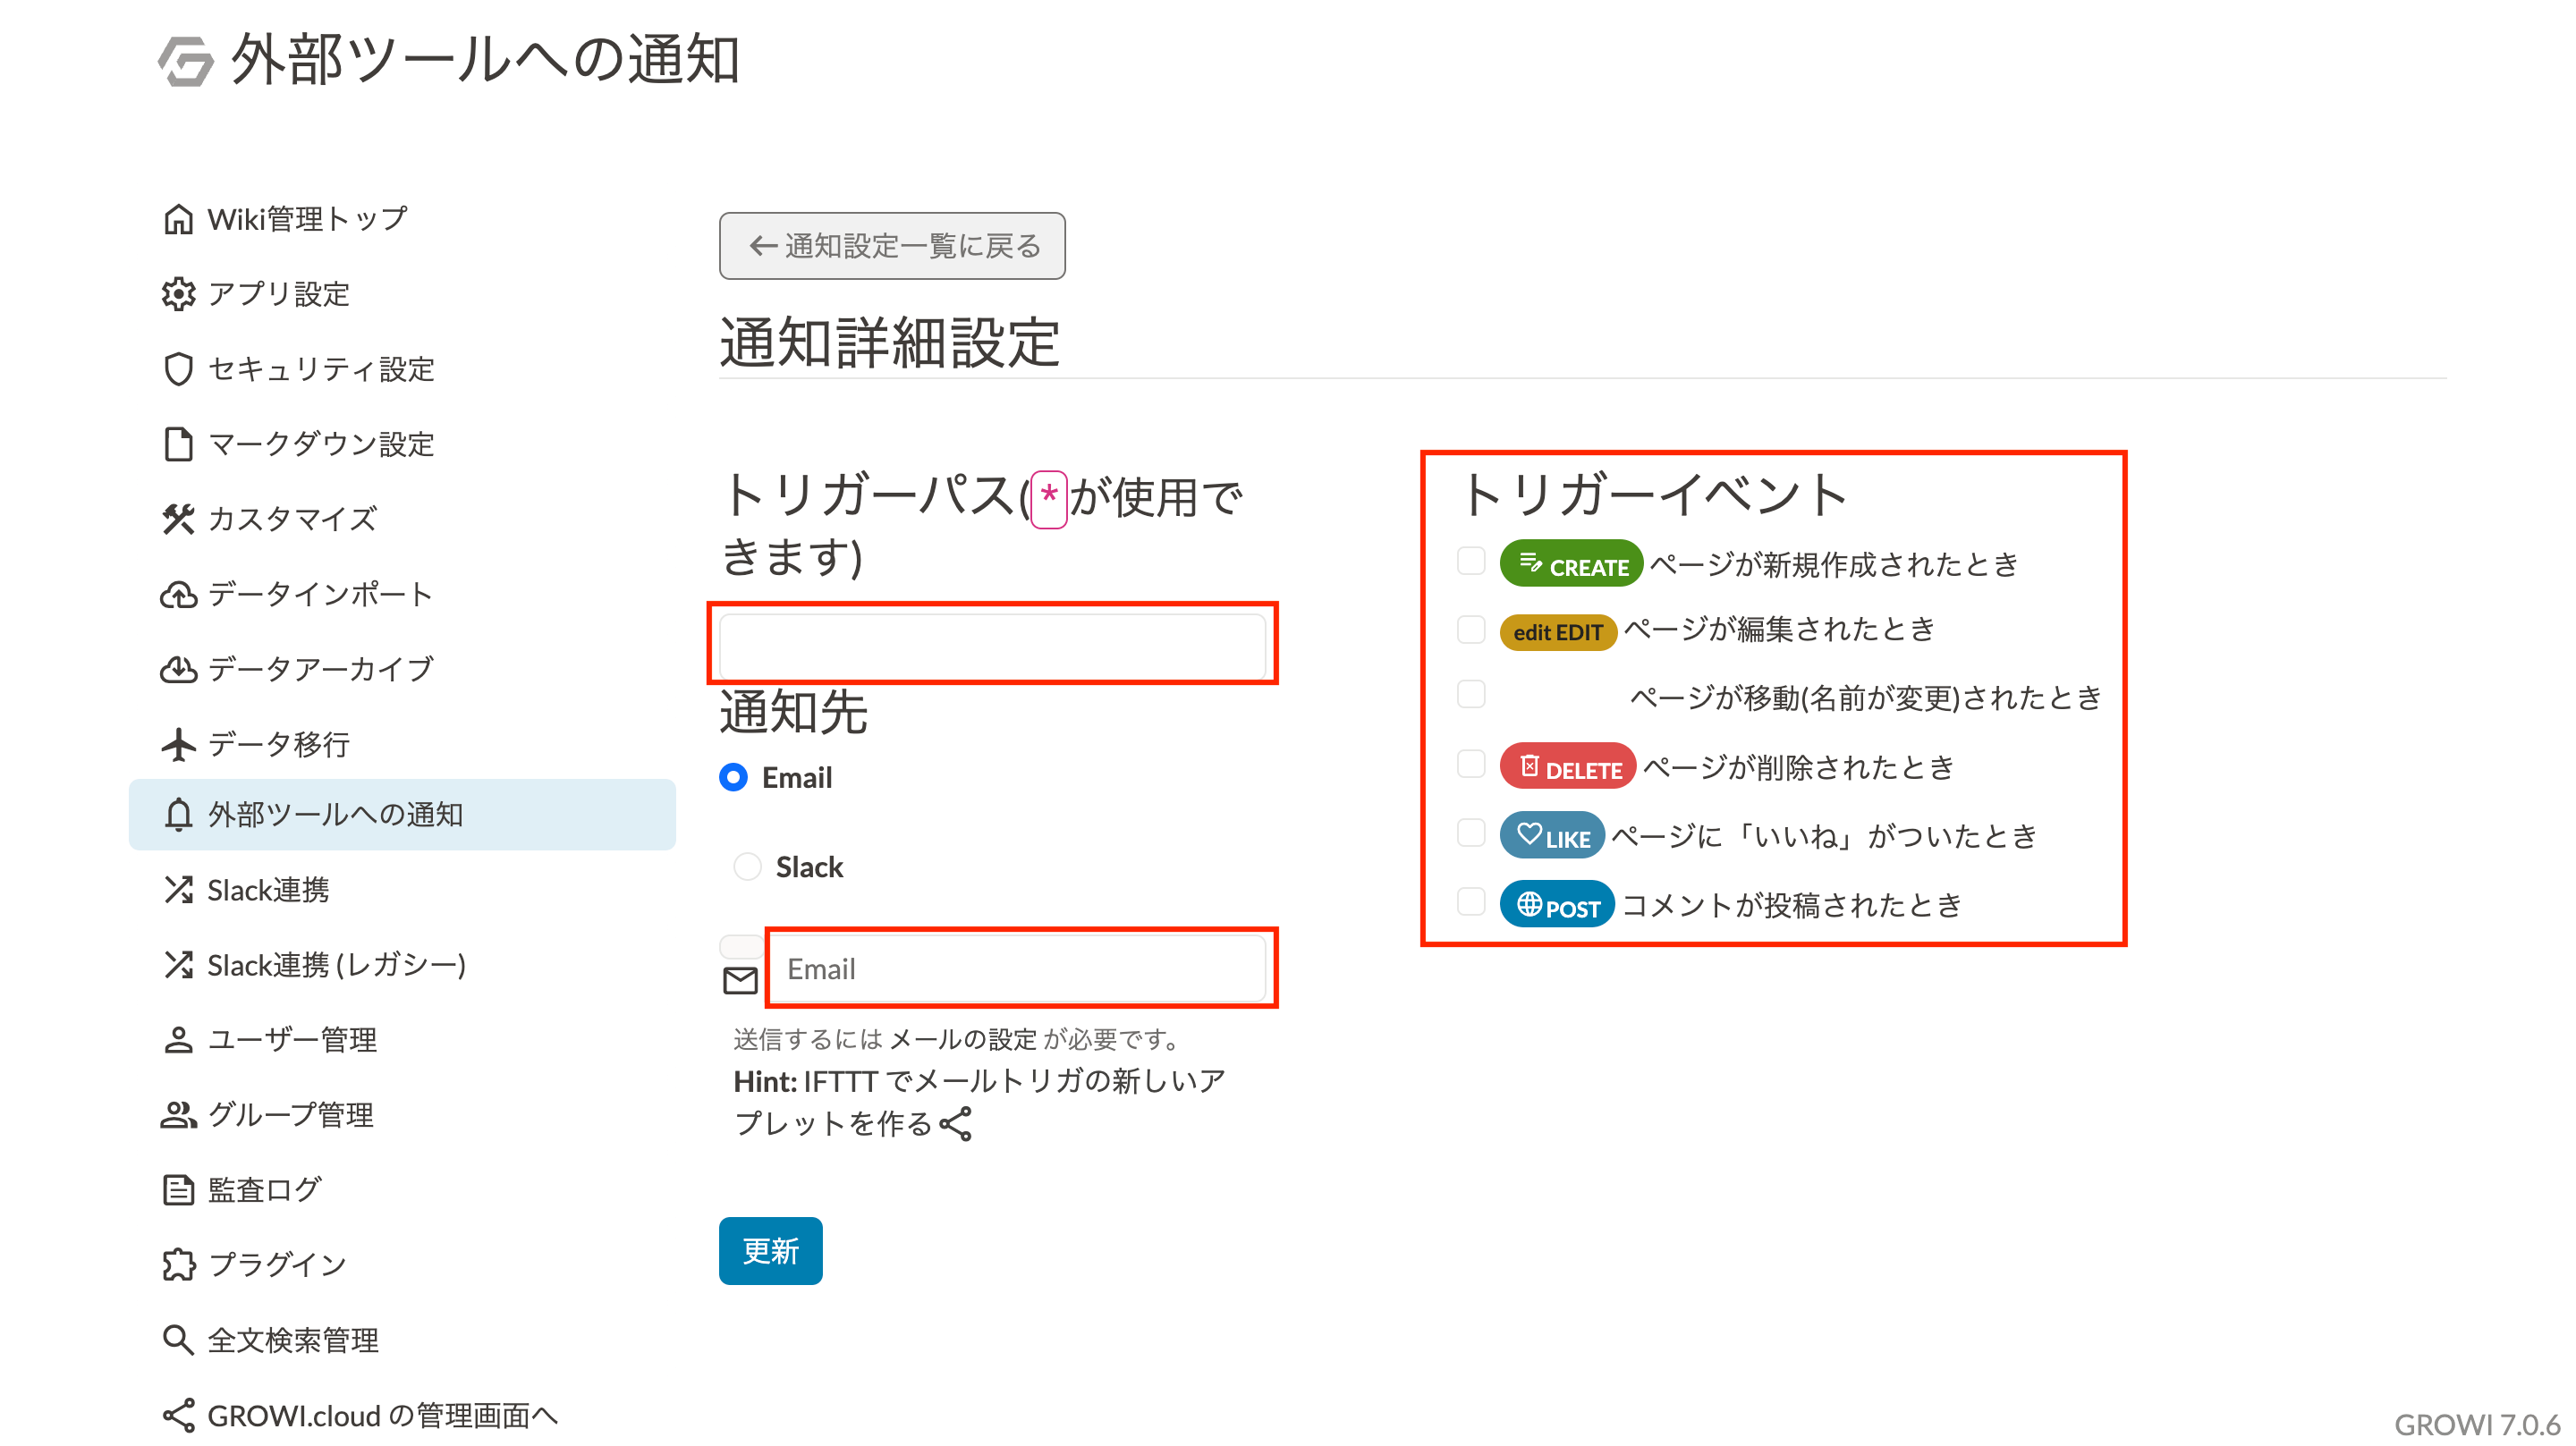 外部ツールへの通知
Wiki管理トップ
アプリ設定
セキュリティ設定
マークダウン設定
カスタマイズ
データインポート
データアーカイブ
データ移行
外部ツールへの通知
Slack連携
Slack連携 (レガシー)
ユーザー管理
グループ管理
監査ログ
プラグイン
全文検索管理
GROWI.cloud の管理画面へ
←通知設定一覧に戻る
通知詳細設定
トリガーパス(*が使用で
きます)
通知先
Email
Slack
Email
送信するには メールの設定 が必要です。
Hint: IFTTT でメールトリガの新しいア
プレットを作る
更新
トリガーイベント
CREATE ページが新規作成されたとき
edit EDIT ページが編集されたとき
ページが移動(名前が変更)されたとき
DELETE ページが削除されたとき
LIKE ページに「いいね」がついたとき
POST コメントが投稿されたとき
GROWI 7.0.6